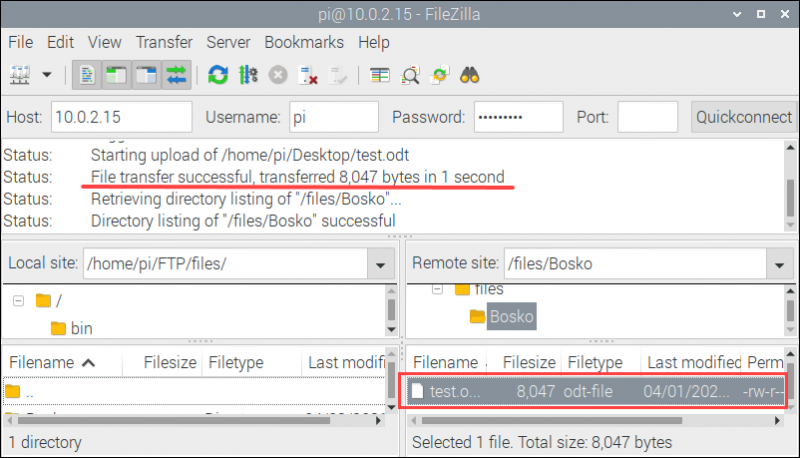 pi@10.0.2.15 - FileZilla
File Edit View Transfer Server Bookmarks Help
Host: 10.0.2.15 Username: pi Password: ••••••••• Port: Quickconnect
Status: Starting upload of /home/pi/Desktop/test.odt
Status: File transfer successful, transferred 8,047 bytes in 1 second
Status: Retrieving directory listing of "/files/Bosko"...
Status: Directory listing of "/files/Bosko" successful
Local site: /home/pi/FTP/files/
Remote site: /files/Bosko
/
bin
files
Bosko
Filename Filesize Filetype Last modifi
..
Filename Filesize Filetype Last modified Perm
test.o... 8,047 odt-file 04/01/202... -rw-r--
1 directory
Selected 1 file. Total size: 8,047 bytes